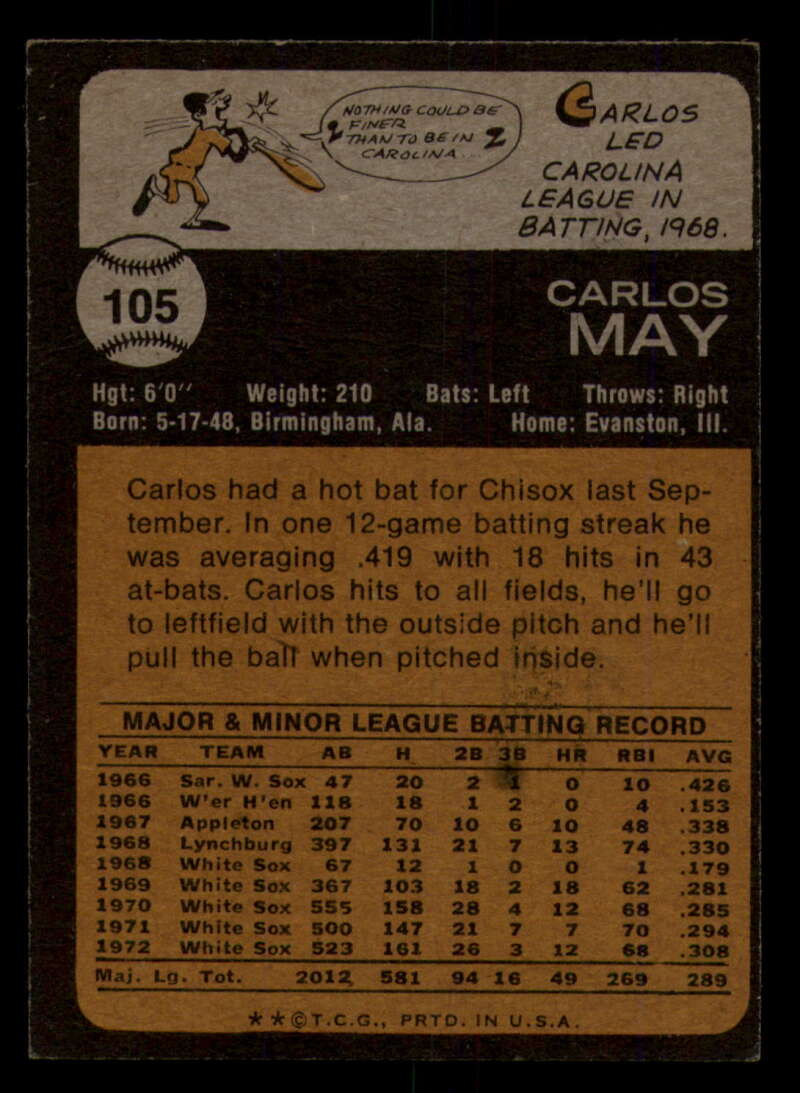 NOTHING COULD BE
FINER
THAN TO BE IN
CAROLINA...
CARLOS
LED
CAROLINA
LEAGUE IN
BATTING, 1968.
105
CARLOS
MAY
Hgt: 6'0" Weight: 210 Bats: Left Throws: Right
Born: 5-17-48, Birmingham, Ala. Home: Evanston, Ill.
Carlos had a hot bat for Chisox last Sep-
tember. In one 12-game batting streak he
was averaging .419 with 18 hits in 43
at-bats. Carlos hits to all fields, he'll go
to leftfield with the outside pitch and he'll
pull the ball when pitched inside.
MAJOR & MINOR LEAGUE BATTING RECORD
YEAR TEAM AB H 2B 3B HR RBI AVG
1966 Sar. W. Sox 47 20 2 1 0 10 .426
1966 W'er H'en 118 18 1 2 0 4 .153
1967 Appleton 207 70 10 6 10 48 .338
1968 Lynchburg 397 131 21 7 13 74 .330
1968 White Sox 67 12 1 0 0 1 .179
1969 White Sox 367 103 18 2 18 62 .281
1970 White Sox 555 158 28 4 12 68 .285
1971 White Sox 500 147 21 7 7 70 .294
1972 White Sox 523 161 26 3 12 68 .308
Maj. Lg. Tot. 2012 581 94 16 49 269 289
**©T.C.G., PRTD. IN U.S.A.